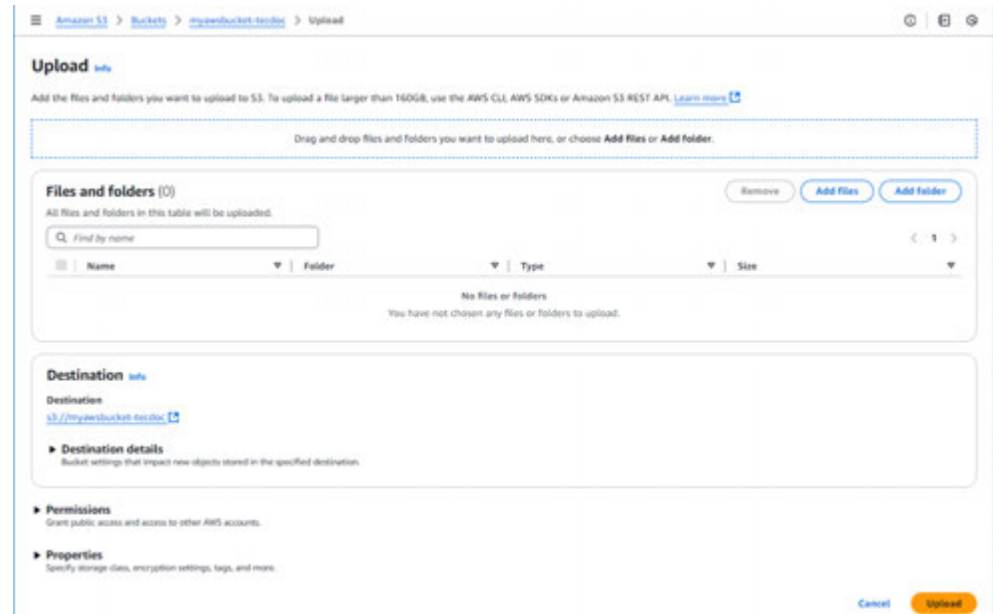 Amazon S3 > Buckets > myawsbucket-tecdoc > Upload
Upload Info
Add the files and folders you want to upload to S3. To upload a file larger than 160GB, use the AWS CLI, AWS SDKs or Amazon S3 REST API. Learn more
Drag and drop files and folders you want to upload here, or choose Add files or Add folder.
Files and folders (0)
Remove Add files Add folder
All files and folders in this table will be uploaded.
Find by name
< 1 >
Name Folder Type Size
No files or folders
You have not chosen any files or folders to upload.
Destination Info
Destination
s3://myawsbucket-tecdoc
Destination details
Bucket settings that impact new objects stored in the specified destination.
Permissions
Grant public access and access to other AWS accounts.
Properties
Specify storage class, encryption settings, tags, and more.
Cancel Upload